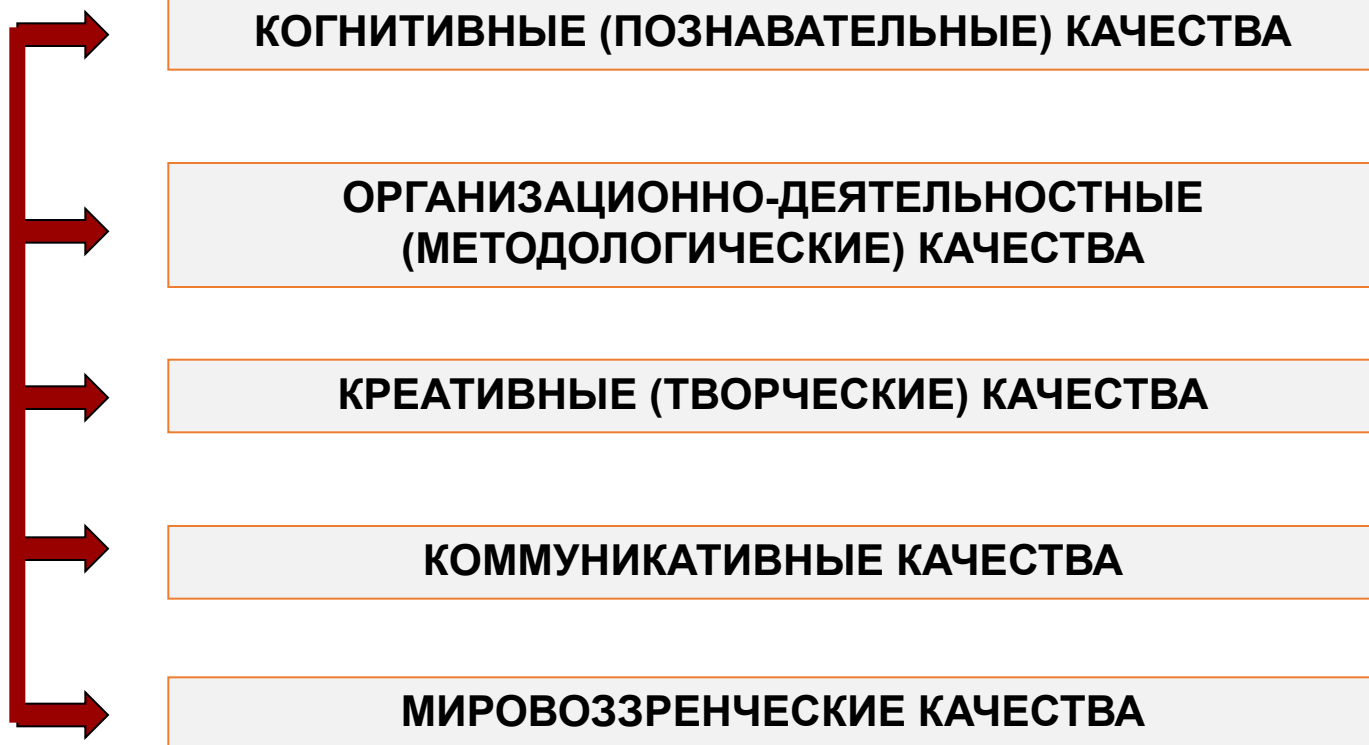 КОГНИТИВНЫЕ (ПОЗНАВАТЕЛЬНЫЕ) КАЧЕСТВА
ОРГАНИЗАЦИОННО-ДЕЯТЕЛЬНОСТНЫЕ
(МЕТОДОЛОГИЧЕСКИЕ) КАЧЕСТВА
КРЕАТИВНЫЕ (ТВОРЧЕСКИЕ) КАЧЕСТВА
КОММУНИКАТИВНЫЕ КАЧЕСТВА
МИРОВОЗЗРЕНЧЕСКИЕ КАЧЕСТВА